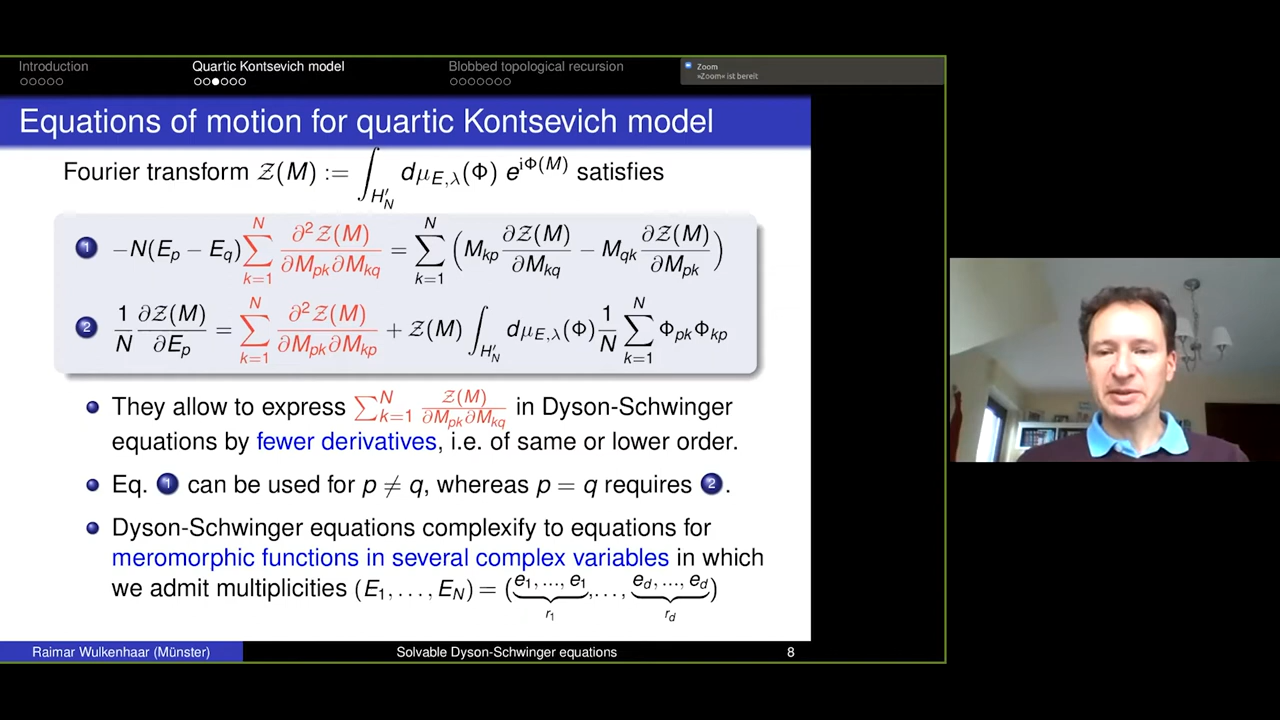 Introduction
Quartic Kontsevich model
Blobbed topological recursion
Zoom
»Zoom« ist bereit
Equations of motion for quartic Kontsevich model
Fourier transform 𝒵(M) := ∫_{H′_N} dμ_{E,λ}(Φ) e^{iΦ(M)} satisfies
1 −N(E_p − E_q) ∑_{k=1}^{N} ∂²𝒵(M)/∂M_{pk}∂M_{kq} = ∑_{k=1}^{N} (M_{kp} ∂𝒵(M)/∂M_{kq} − M_{qk} ∂𝒵(M)/∂M_{pk})
2 1/N ∂𝒵(M)/∂E_p = ∑_{k=1}^{N} ∂²𝒵(M)/∂M_{pk}∂M_{kp} + 𝒵(M) ∫_{H′_N} dμ_{E,λ}(Φ) 1/N ∑_{k=1}^{N} Φ_{pk}Φ_{kp}
They allow to express ∑_{k=1}^{N} 𝒵(M)/∂M_{pk}∂M_{kq} in Dyson-Schwinger
equations by fewer derivatives, i.e. of same or lower order.
Eq. 1 can be used for p ≠ q, whereas p = q requires 2.
Dyson-Schwinger equations complexify to equations for
meromorphic functions in several complex variables in which
we admit multiplicities (E_1, . . . , E_N) = (e_1, ..., e_1, . . . , e_d, ..., e_d)
r_1 r_d
Raimar Wulkenhaar (Münster)
Solvable Dyson-Schwinger equations
8